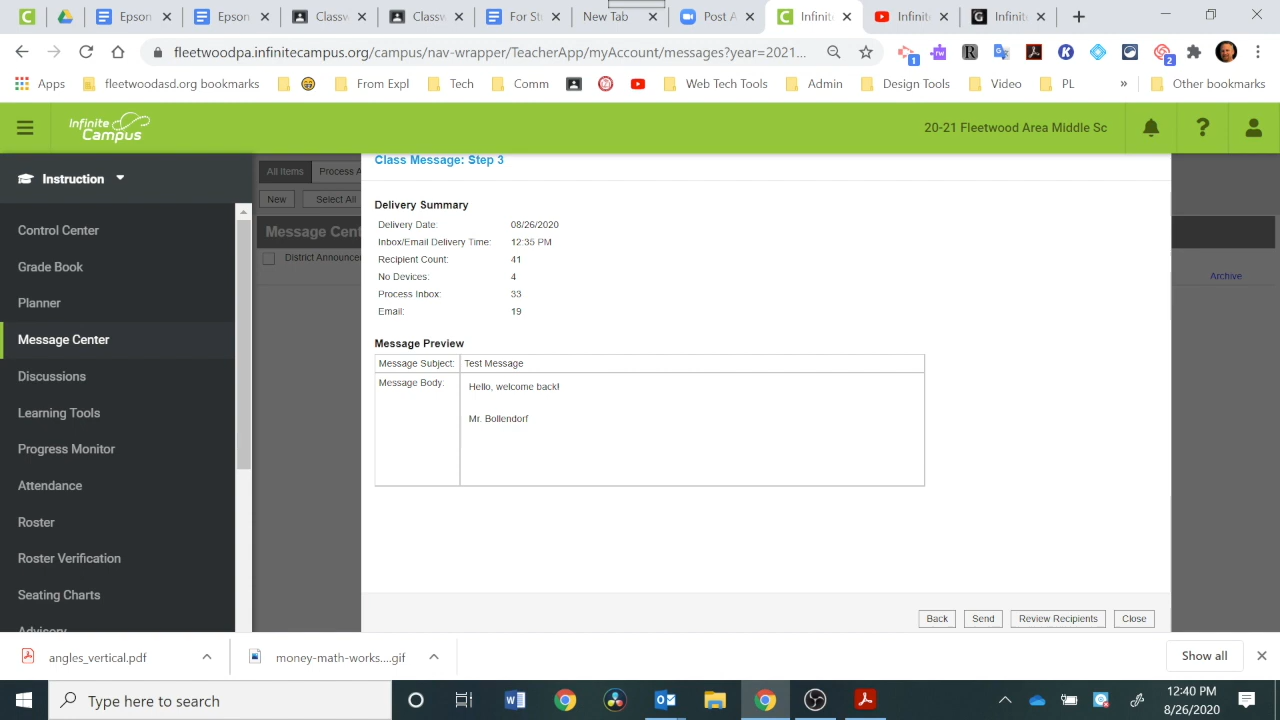 Epson
Epson
Classw
Classw
For S
New Tab
Post A
Infinit
Infinit
Infinit
fleetwoodpa.infinitecampus.org/campus/nav-wrapper/TeacherApp/myAccount/messages?year=2021...
1
2
Apps
fleetwoodasd.org bookmarks
From Expl
Tech
Comm
Web Tech Tools
Admin
Design Tools
Video
PL
»
Other bookmarks
Infinite Campus
20-21 Fleetwood Area Middle Sc
?
Instruction
Control Center
Grade Book
Planner
Message Center
Discussions
Learning Tools
Progress Monitor
Attendance
Roster
Roster Verification
Seating Charts
Advisory
All Items
Process A
New
Select All
Message Cent
District Announce
Archive
Class Message: Step 3
Delivery Summary
Delivery Date: 08/26/2020
Inbox/Email Delivery Time: 12:35 PM
Recipient Count: 41
No Devices: 4
Process Inbox: 33
Email: 19
Message Preview
Message Subject: Test Message
Message Body: Hello, welcome back!
Mr. Bollendorf
Back
Send
Review Recipients
Close
angles_vertical.pdf
money-math-works....gif
Show all
Type here to search
12:40 PM
8/26/2020